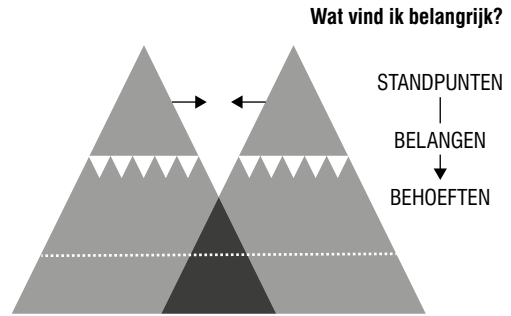 Wat vind ik belangrijk?
STANDPUNTEN
BELANGEN
BEHOEFTEN